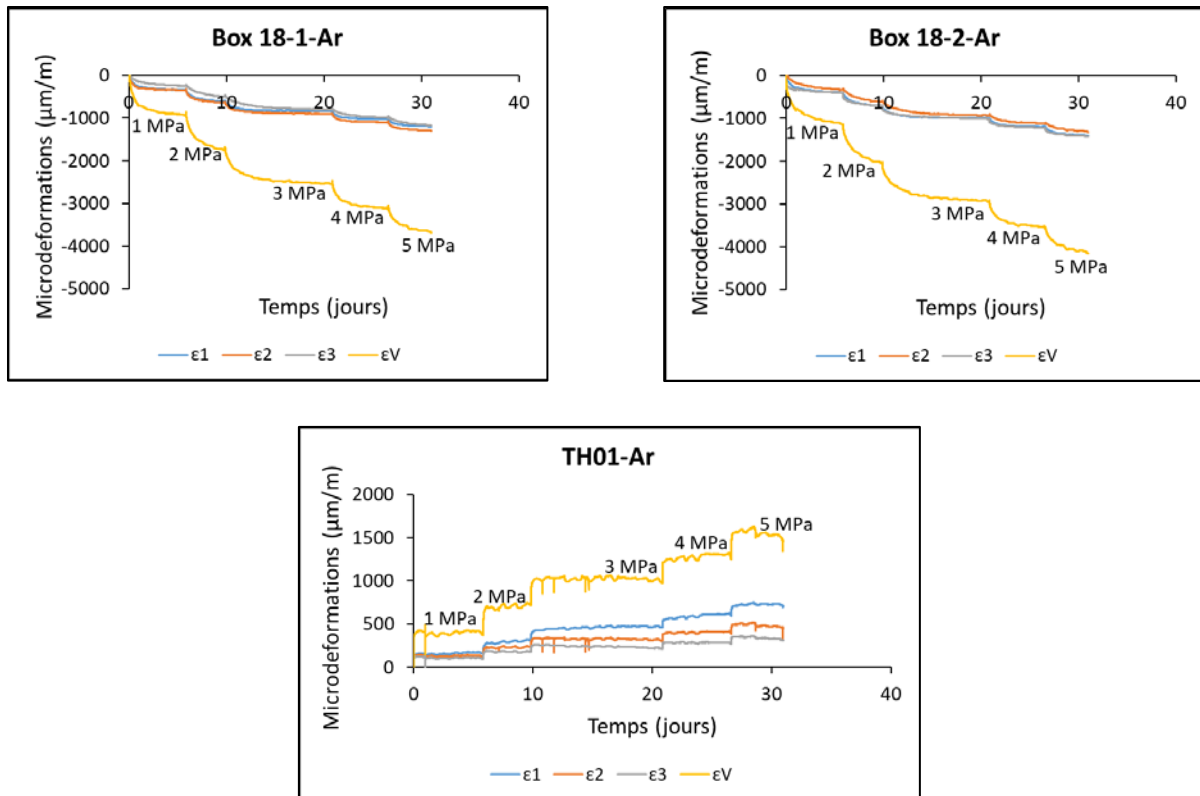 Box 18-1-Ar
Microdeformations (µm/m)
0
-1000
-2000
-3000
-4000
-5000
0 10 20 30 40
1 MPa
2 MPa
3 MPa
4 MPa
5 MPa
Temps (jours)
ε1 ε2 ε3 εV
Box 18-2-Ar
Microdeformations (µm/m)
0
-1000
-2000
-3000
-4000
-5000
0 10 20 30 40
1 MPa
2 MPa
3 MPa
4 MPa
5 MPa
Temps (jours)
ε1 ε2 ε3 εV
TH01-Ar
Microdeformations (µm/m)
2000
1500
1000
500
0
1 MPa
2 MPa
3 MPa
4 MPa
5 MPa
0 10 20 30 40
Temps (jours)
ε1 ε2 ε3 εV